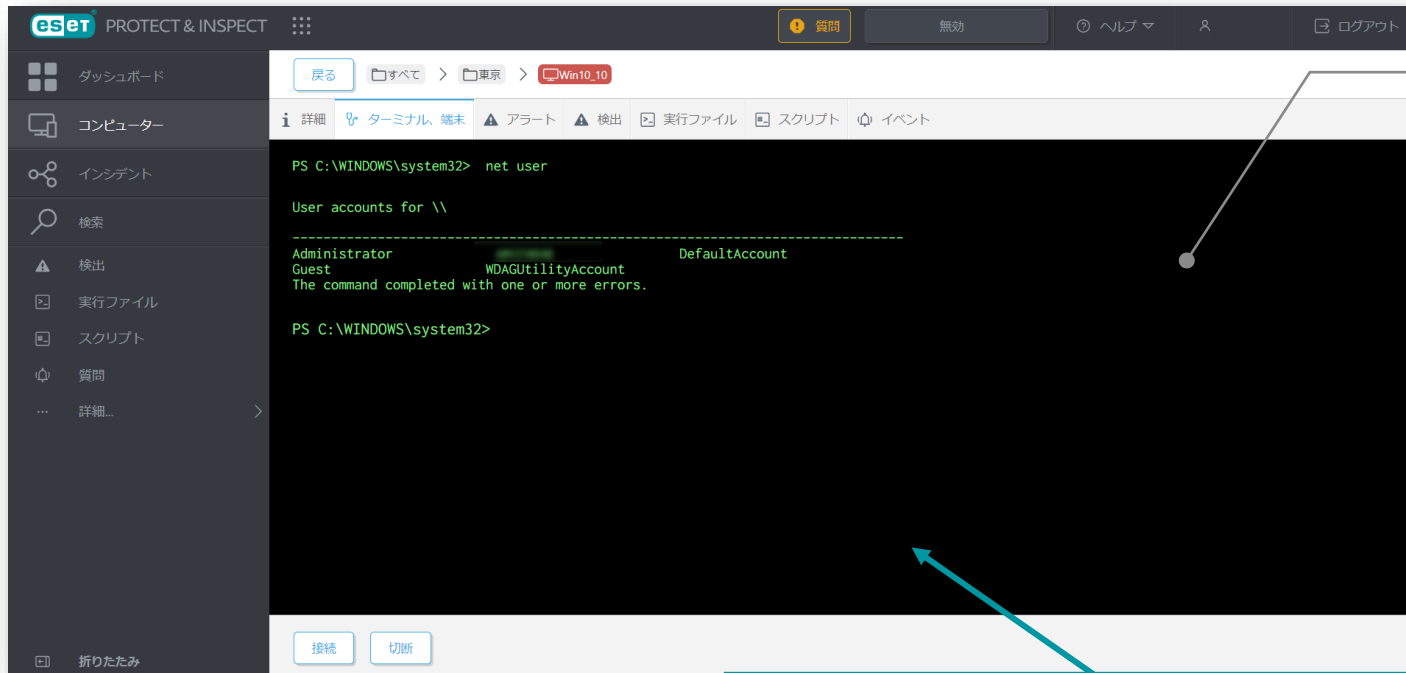 eset PROTECT & INSPECT
質問
無効
ヘルプ
ログアウト
ダッシュボード
コンピューター
インシデント
検索
検出
実行ファイル
スクリプト
質問
詳細...
折りたたみ
戻る すべて 東京 Win10_10
詳細 ターミナル、端末 アラート 検出 実行ファイル スクリプト イベント
PS C:\WINDOWS\system32> net user
User accounts for \\
-------------------------------------------------------------------------------
Administrator DefaultAccount
Guest WDAGUtilityAccount
The command completed with one or more errors.
PS C:\WINDOWS\system32>
接続 切断